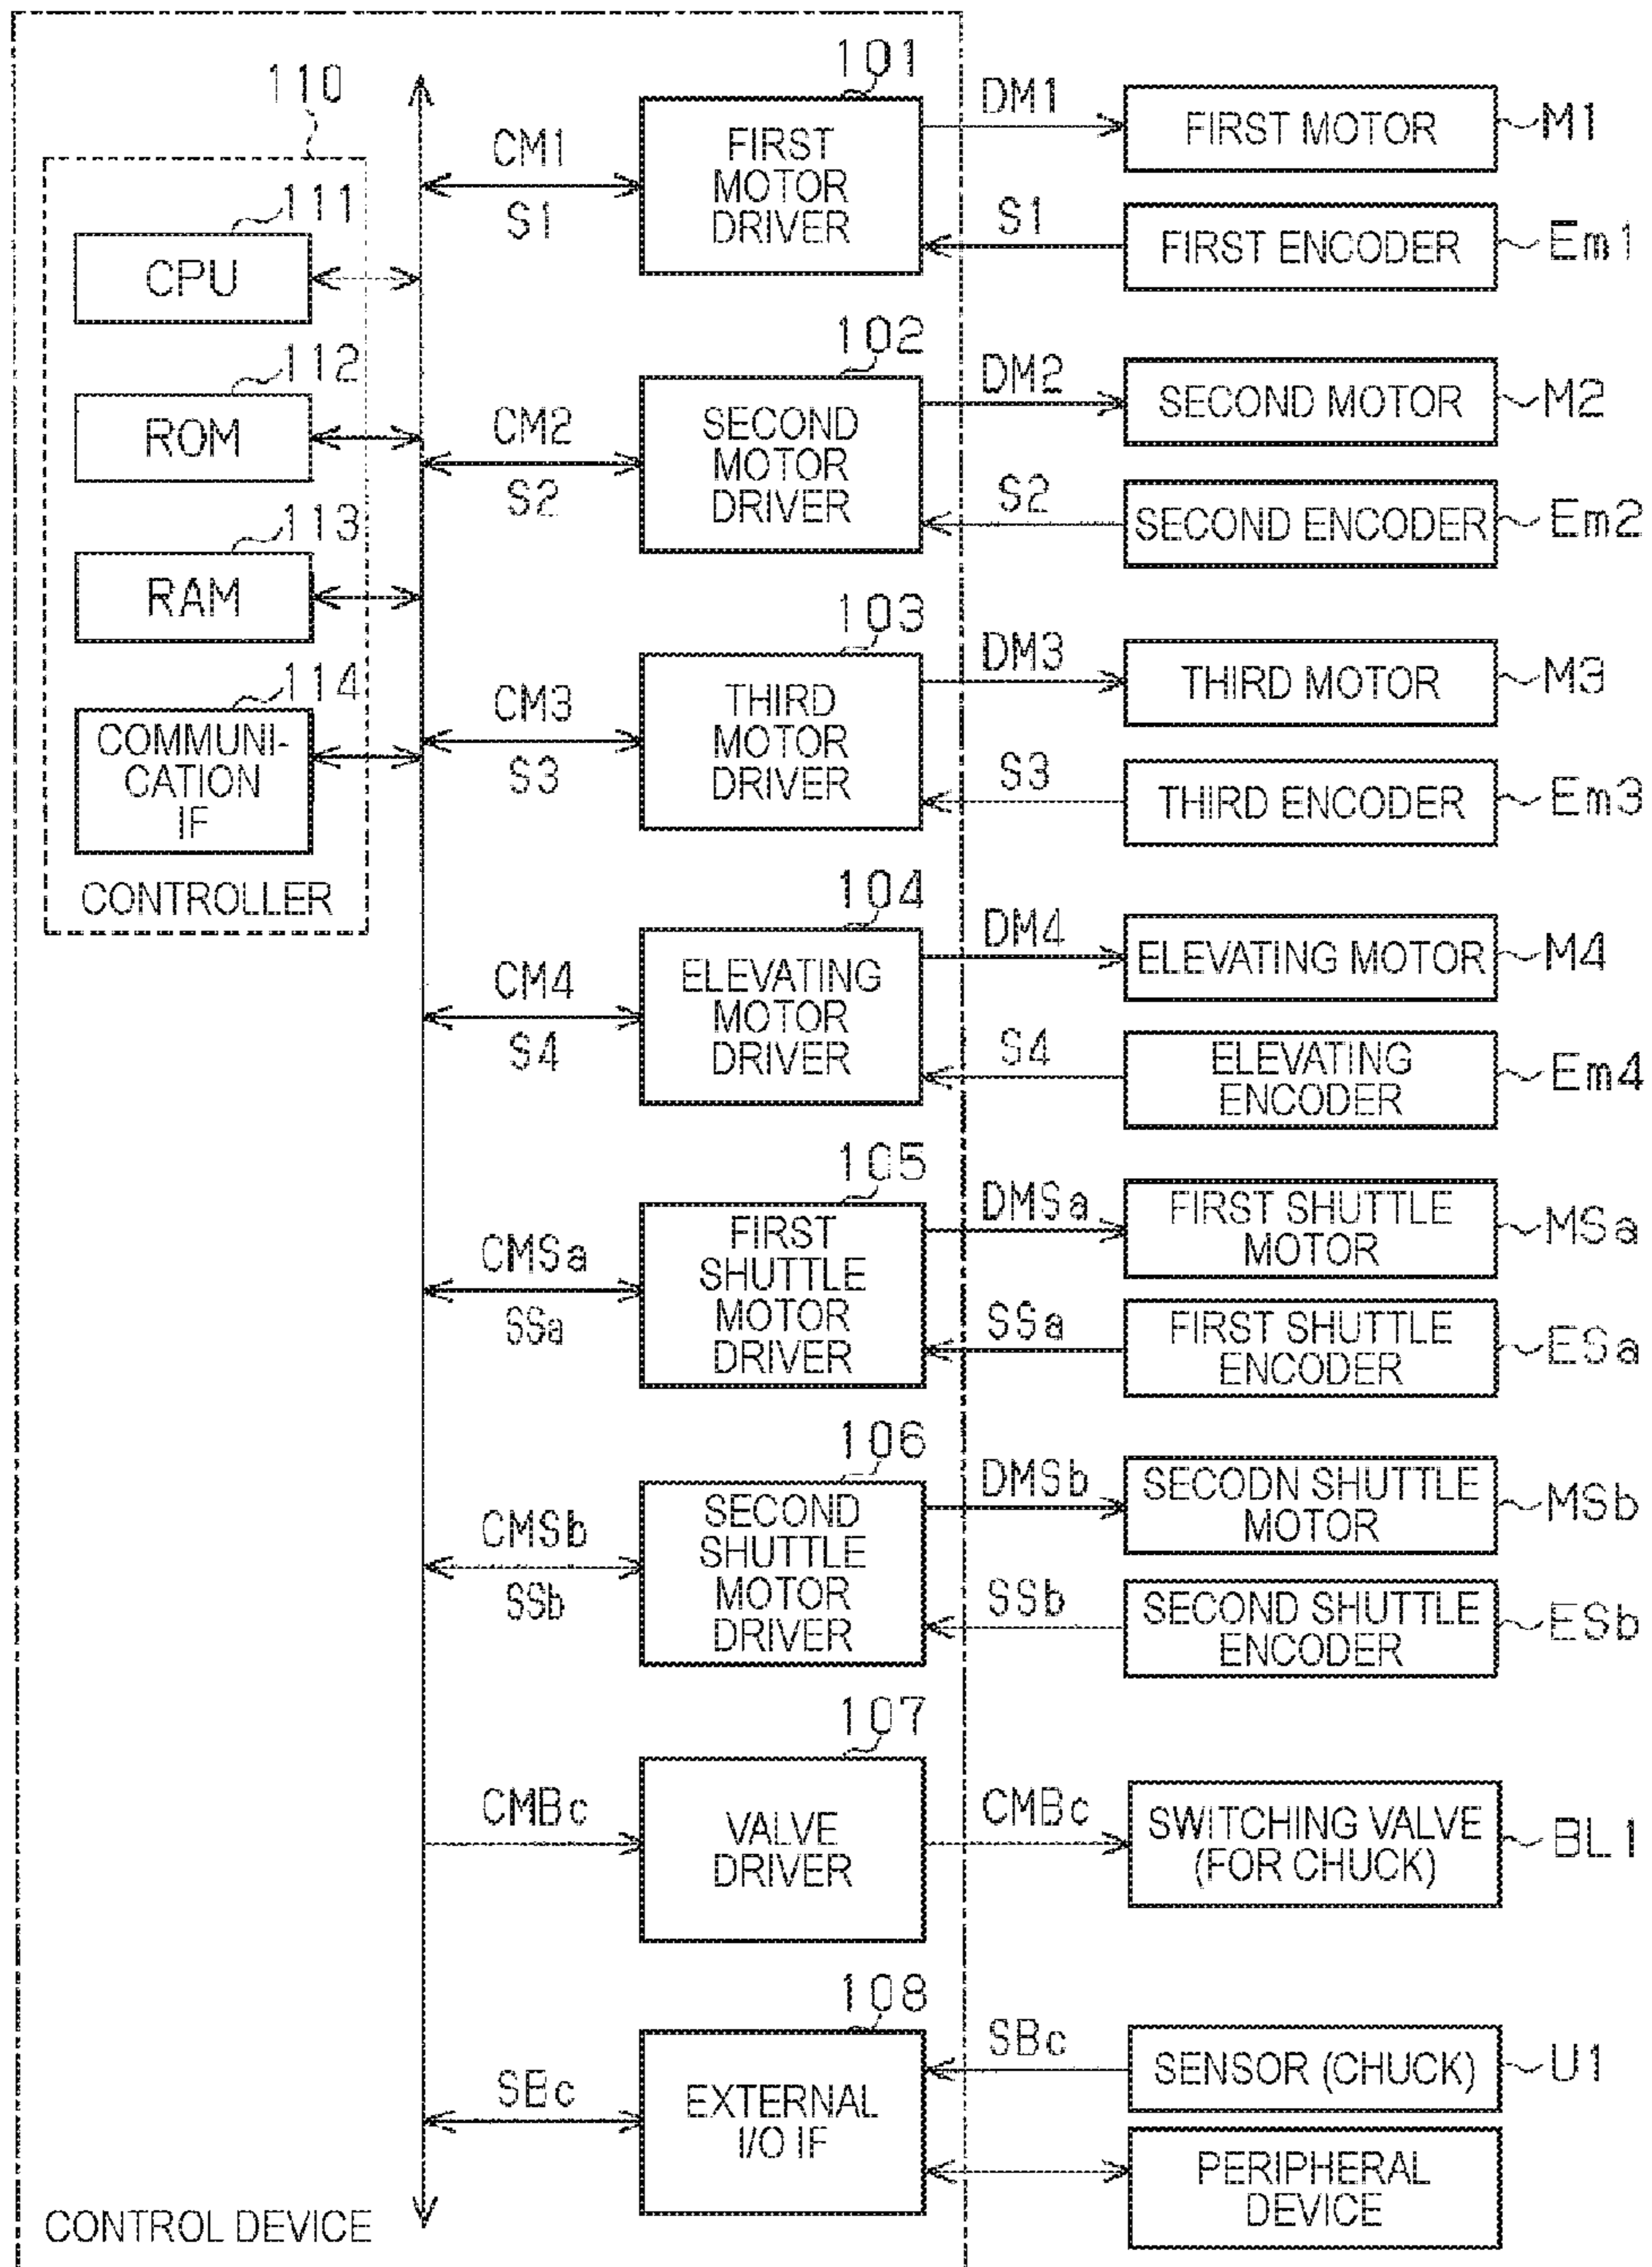 110
111
CPU
112
ROM
113
RAM
114
COMMUNI-
CATION
IF
CONTROLLER
CM1
S1
101
FIRST
MOTOR
DRIVER
DM1
FIRST MOTOR
M1
S1
FIRST ENCODER
Em1
CM2
S2
102
SECOND
MOTOR
DRIVER
DM2
SECOND MOTOR
M2
S2
SECOND ENCODER
Em2
CM3
S3
103
THIRD
MOTOR
DRIVER
DM3
THIRD MOTOR
M3
S3
THIRD ENCODER
Em3
CM4
S4
104
ELEVATING
MOTOR
DRIVER
DM4
ELEVATING MOTOR
M4
S4
ELEVATING
ENCODER
Em4
CMSa
SSa
105
FIRST
SHUTTLE
MOTOR
DRIVER
DMSa
FIRST SHUTTLE
MOTOR
MSa
SSa
FIRST SHUTTLE
ENCODER
ESa
CMSb
SSb
106
SECOND
SHUTTLE
MOTOR
DRIVER
DMSb
SECODN SHUTTLE
MOTOR
MSb
SSb
SECOND SHUTTLE
ENCODER
ESb
CMBc
107
VALVE
DRIVER
CMBc
SWITCHING VALVE
(FOR CHUCK)
BL1
SBc
108
EXTERNAL
I/O IF
SBc
SENSOR (CHUCK)
U1
PERIPHERAL
DEVICE
CONTROL DEVICE